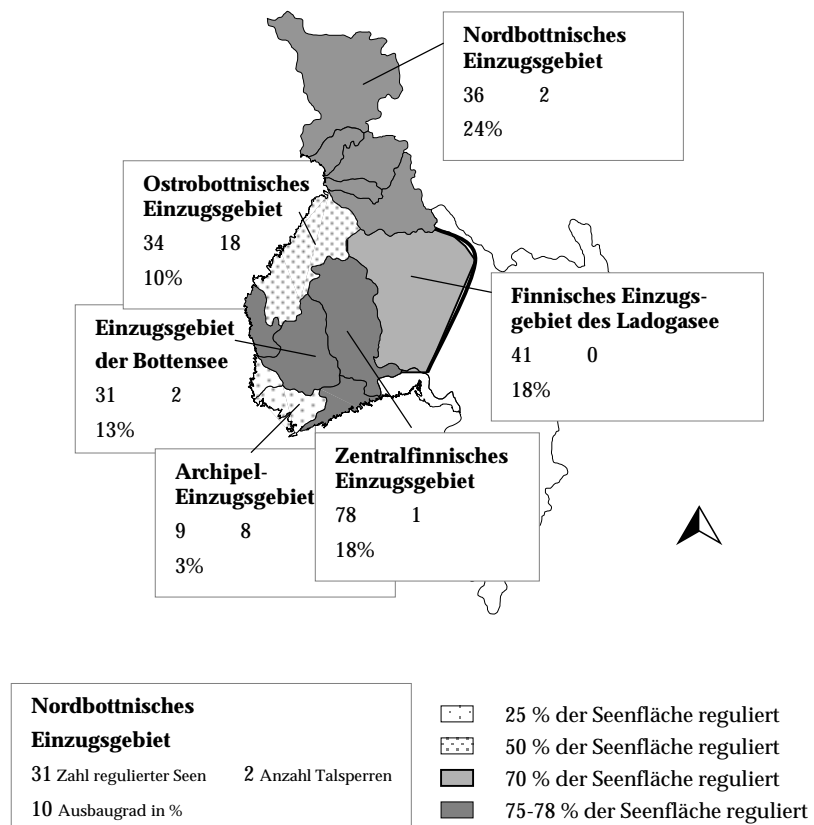 Nordbottnisches
Einzugsgebiet
36 2
24%
Ostrobottnisches
Einzugsgebiet
34 18
10%
Finnisches Einzugs-
gebiet des Ladogasee
41 0
18%
Einzugsgebiet
der Bottensee
31 2
13%
Zentralfinnisches
Einzugsgebiet
78 1
18%
Archipel-
Einzugsgebiet
9 8
3%
Nordbottnisches
Einzugsgebiet
31 Zahl regulierter Seen 2 Anzahl Talsperren
10 Ausbaugrad in %
25 % der Seenfläche reguliert
50 % der Seenfläche reguliert
70 % der Seenfläche reguliert
75-78 % der Seenfläche reguliert